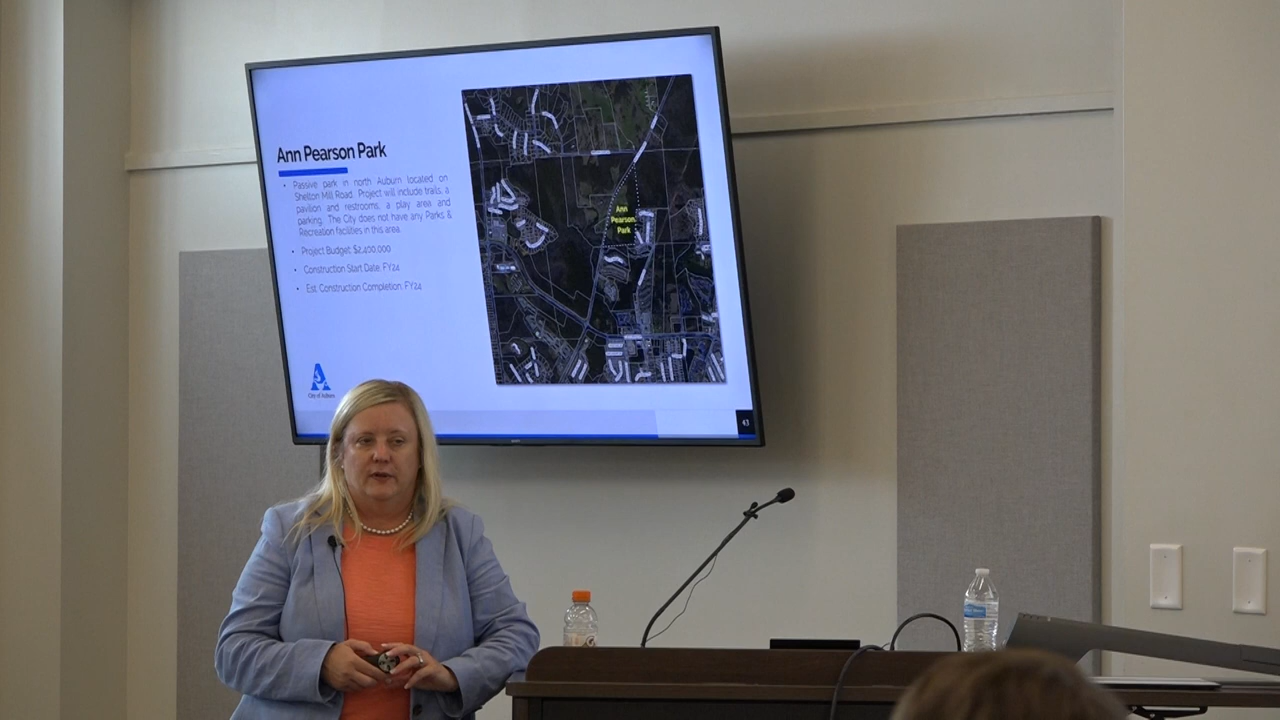 Ann Pearson Park
• Passive park in north Auburn located on
Shelton Mill Road. Project will include trails, a
pavilion and restrooms, a play area and
parking. The City does not have any Parks &
Recreation facilities in this area.
• Project Budget: $2,400,000
• Construction Start Date: FY24
• Est. Construction Completion: FY24
Ann
Pearson
Park
City of Auburn
43